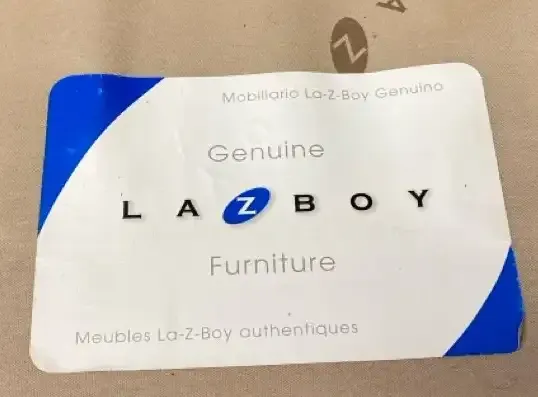 Z A
Mobiliario La-Z-Boy Genuino
Genuine
LAZBOY
Furniture
Meubles La-Z-Boy authentiques